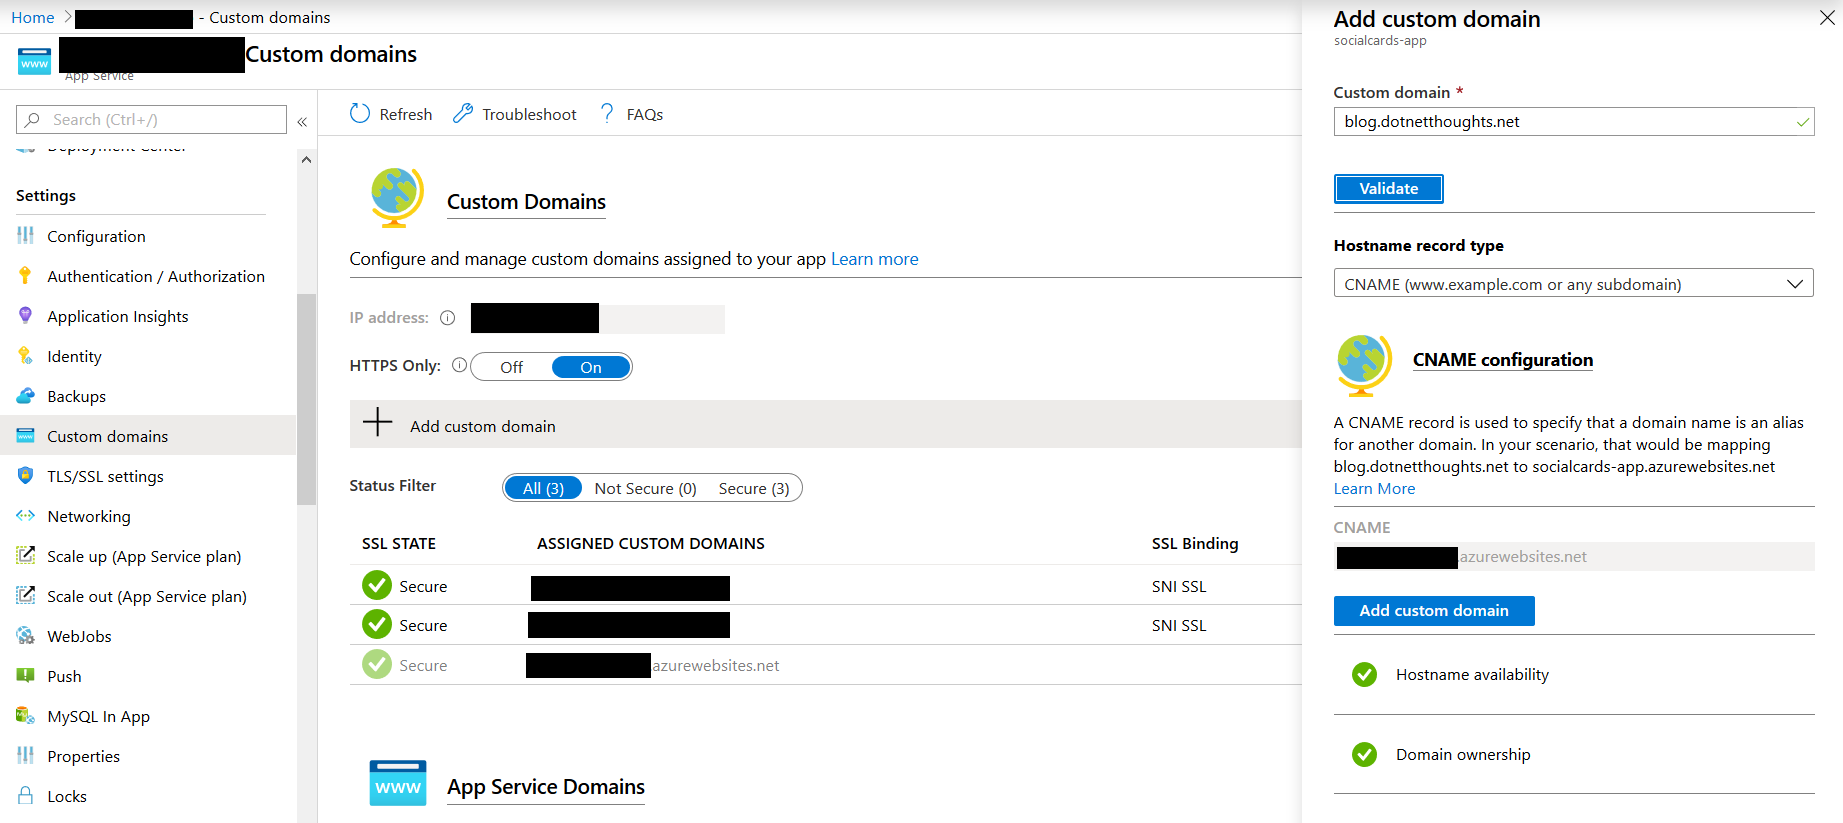 Home > - Custom domains
Custom domains
App Service
Search (Ctrl+/)
«
Deployment Center
Settings
Configuration
Authentication / Authorization
Application Insights
Identity
Backups
Custom domains
TLS/SSL settings
Networking
Scale up (App Service plan)
Scale out (App Service plan)
WebJobs
Push
MySQL In App
Properties
Locks
Refresh
Troubleshoot
? FAQs
Custom Domains
Configure and manage custom domains assigned to your app Learn more
IP address:
HTTPS Only:
Off On
Add custom domain
Status Filter
All (3) Not Secure (0) Secure (3)
SSL STATE ASSIGNED CUSTOM DOMAINS SSL Binding
Secure SNI SSL
Secure SNI SSL
Secure .azurewebsites.net
www
App Service Domains
Add custom domain
socialcards-app
Custom domain *
blog.dotnetthoughts.net
Validate
Hostname record type
CNAME (www.example.com or any subdomain)
CNAME configuration
A CNAME record is used to specify that a domain name is an alias
for another domain. In your scenario, that would be mapping
blog.dotnetthoughts.net to socialcards-app.azurewebsites.net
Learn More
CNAME
.azurewebsites.net
Add custom domain
Hostname availability
Domain ownership